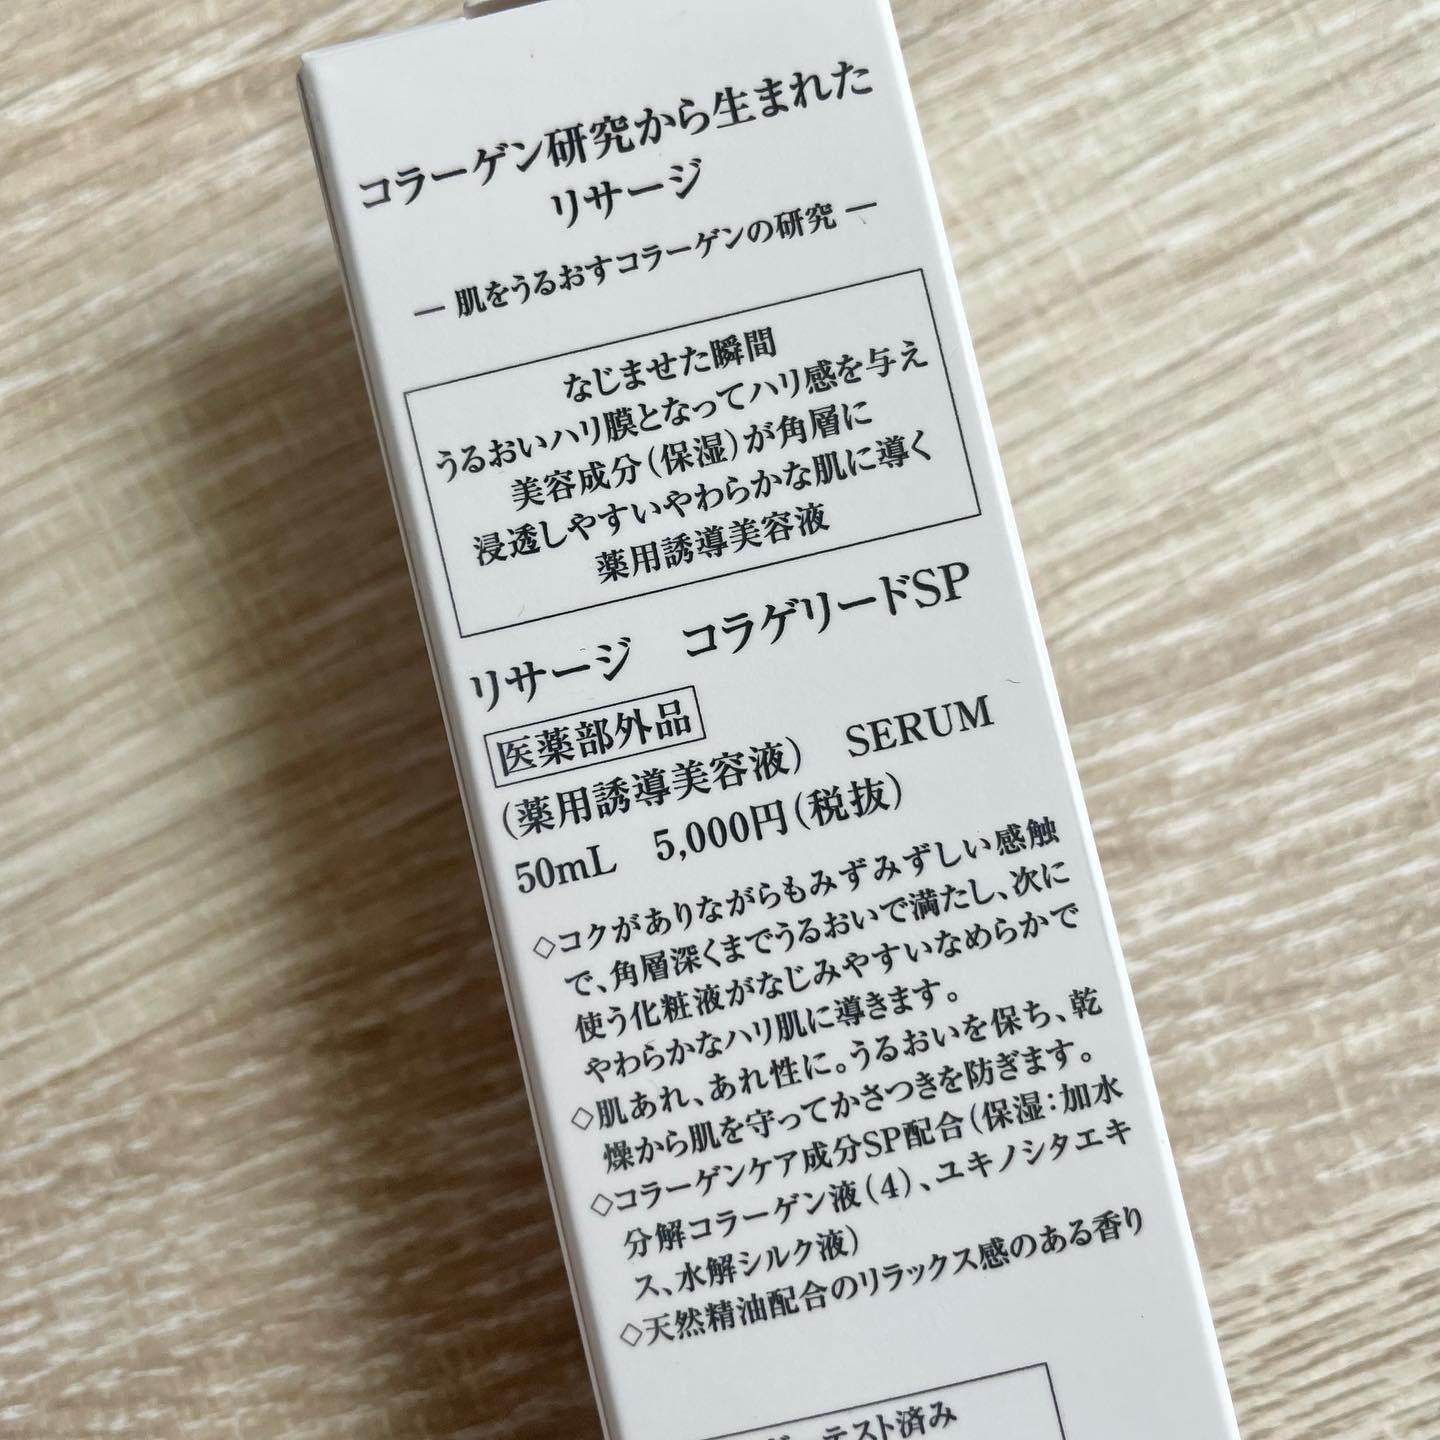 コラーゲン研究から生まれた
リサージ
― 肌をうるおすコラーゲンの研究 ―
なじませた瞬間
うるおいハリ膜となってハリ感を与え
美容成分(保湿)が角層に
浸透しやすいやわらかな肌に導く
薬用誘導美容液
リサージ　コラゲリードSP
医薬部外品
(薬用誘導美容液)　SERUM
50mL　5,000円(税抜)
◇コクがありながらもみずみずしい感触
で、角層深くまでうるおいで満たし、次に
使う化粧液がなじみやすいなめらかで
やわらかなハリ肌に導きます。
◇肌あれ、あれ性に。うるおいを保ち、乾
燥から肌を守ってかさつきを防ぎます。
◇コラーゲンケア成分SP配合(保湿:加水
分解コラーゲン液(4)、ユキノシタエキ
ス、水解シルク液)
◇天然精油配合のリラックス感のある香り
テスト済み